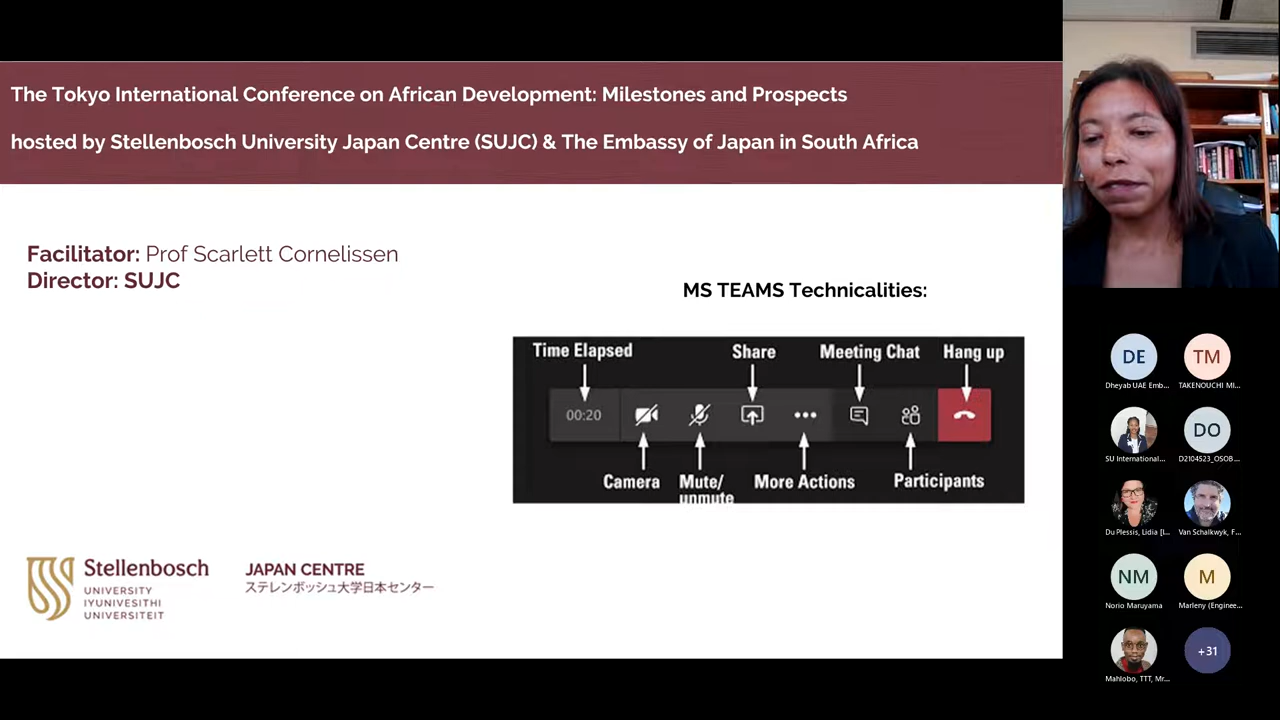 The Tokyo International Conference on African Development: Milestones and Prospects
hosted by Stellenbosch University Japan Centre (SUJC) & The Embassy of Japan in South Africa
Facilitator: Prof Scarlett Cornelissen
Director: SUJC
MS TEAMS Technicalities:
Time Elapsed
Share
Meeting Chat
Hang up
00:20
Camera
Mute/
unmute
More Actions
Participants
Stellenbosch
UNIVERSITY
IYUNIVESITHI
UNIVERSITEIT
JAPAN CENTRE
ステレンボッシュ大学日本センター
DE
TM
Dheyab UAE Emb...
TAKENOUCHI MI...
DO
SU International...
D2104523_OSOB...
Du Plessis, Lidia [l...
Van Schalkwyk, F...
NM
M
Norio Maruyama
Marleny (Enginee...
+31
Mahlobo, TTT, Mr...